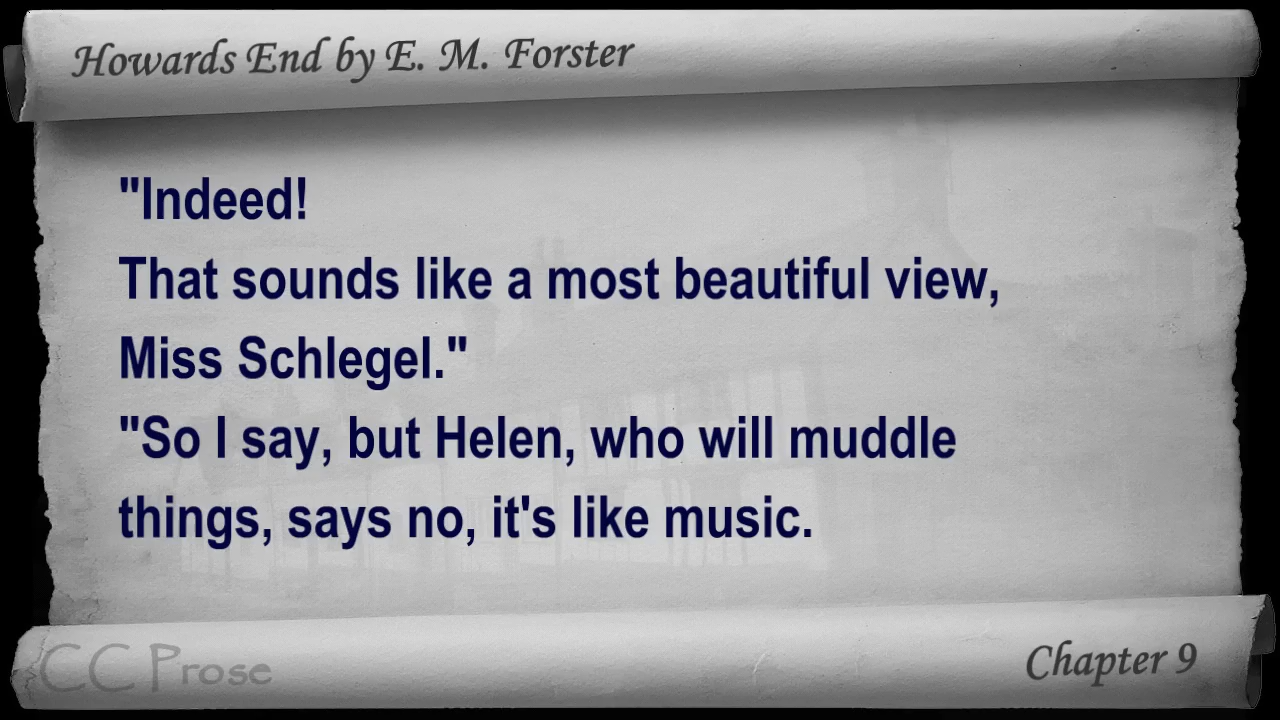 Howards End by E. M. Forster
"Indeed!
That sounds like a most beautiful view,
Miss Schlegel."
"So I say, but Helen, who will muddle
things, says no, it's like music.
CC Prose
Chapter 9